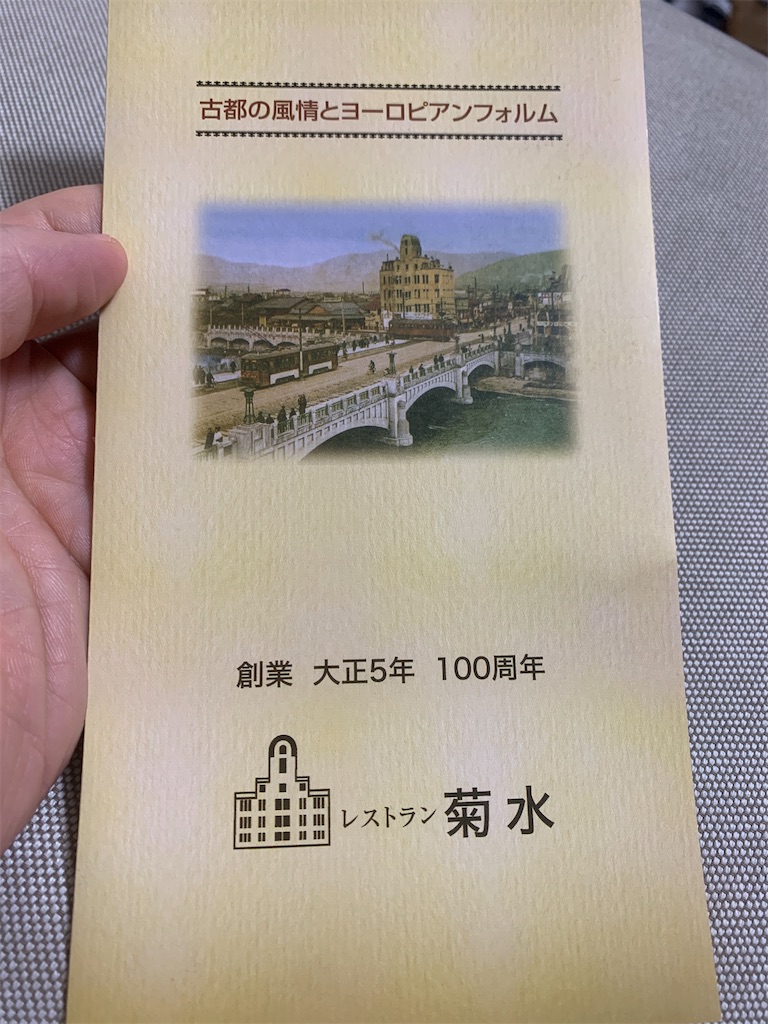 古都の風情とヨーロピアンフォルム
創業 大正5年 100周年
レストラン 菊水